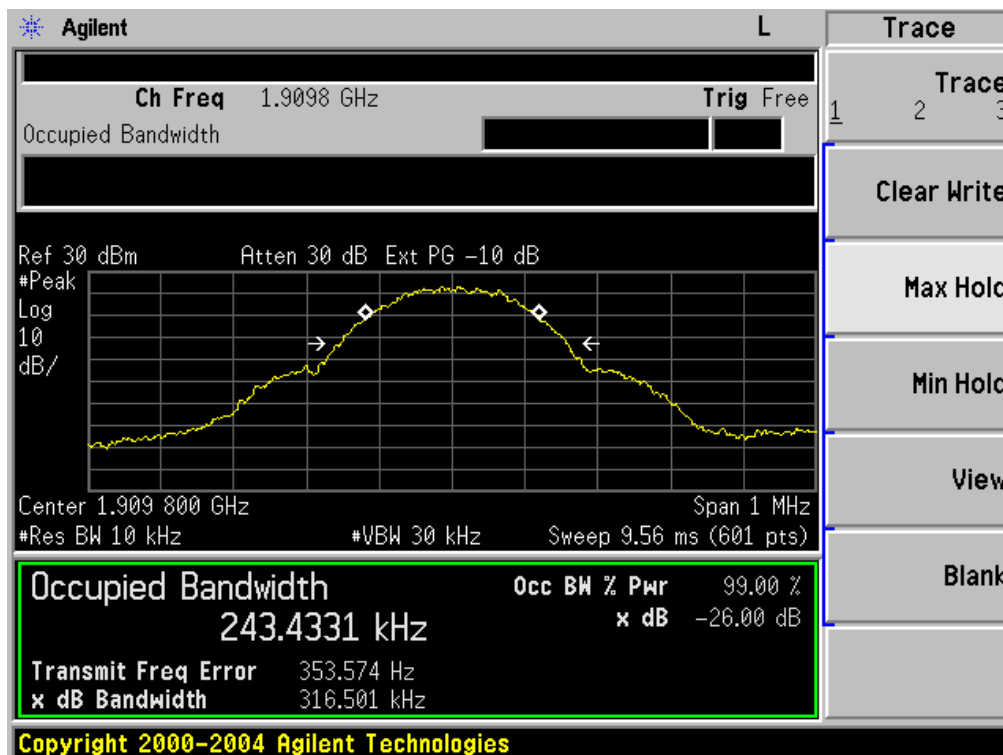 Agilent L Trace
Ch Freq 1.9098 GHz Trig Free
Occupied Bandwidth
Trace
1 2 3
Clear Write
Max Hold
Min Hold
View
Blank
Ref 30 dBm Atten 30 dB Ext PG -10 dB
#Peak
Log
10
dB/
Center 1.909 800 GHz Span 1 MHz
#Res BW 10 kHz #VBW 30 kHz Sweep 9.56 ms (601 pts)
Occupied Bandwidth Occ BW % Pwr 99.00 %
243.4331 kHz x dB -26.00 dB
Transmit Freq Error 353.574 Hz
x dB Bandwidth 316.501 kHz
Copyright 2000-2004 Agilent Technologies